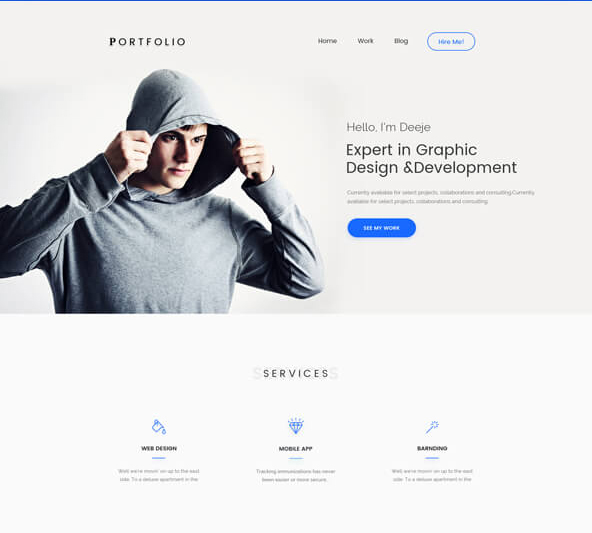 PORTFOLIO
Home Work Blog Hire Me!
Hello, I'm Deeje
Expert in Graphic
Design &Development
Currently available for select projects, collaborations and consulting.Currently
available for select projects, collaborations and consulting.
SEE MY WORK
SERVICES
WEB DESIGN
MOBILE APP
BARNDING
Well we're movin' on up to the east
side. To a deluxe apartment in the
Tracking immunizations has never
been easier or more secure.
Well we're movin' on up to the east
side. To a deluxe apartment in the